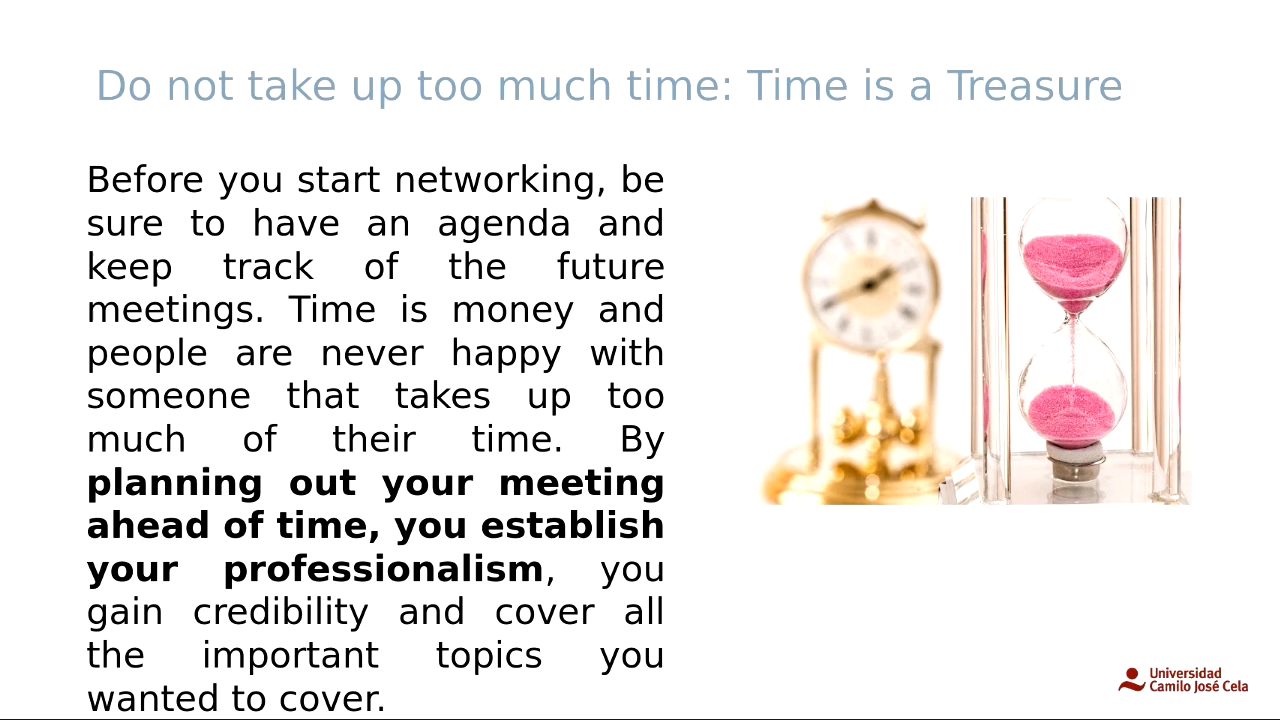 Do not take up too much time: Time is a Treasure
Before you start networking, be
sure to have an agenda and
keep track of the future
meetings. Time is money and
people are never happy with
someone that takes up too
much of their time. By
planning out your meeting
ahead of time, you establish
your professionalism, you
gain credibility and cover all
the important topics you
wanted to cover.
Universidad
Camilo José Cela